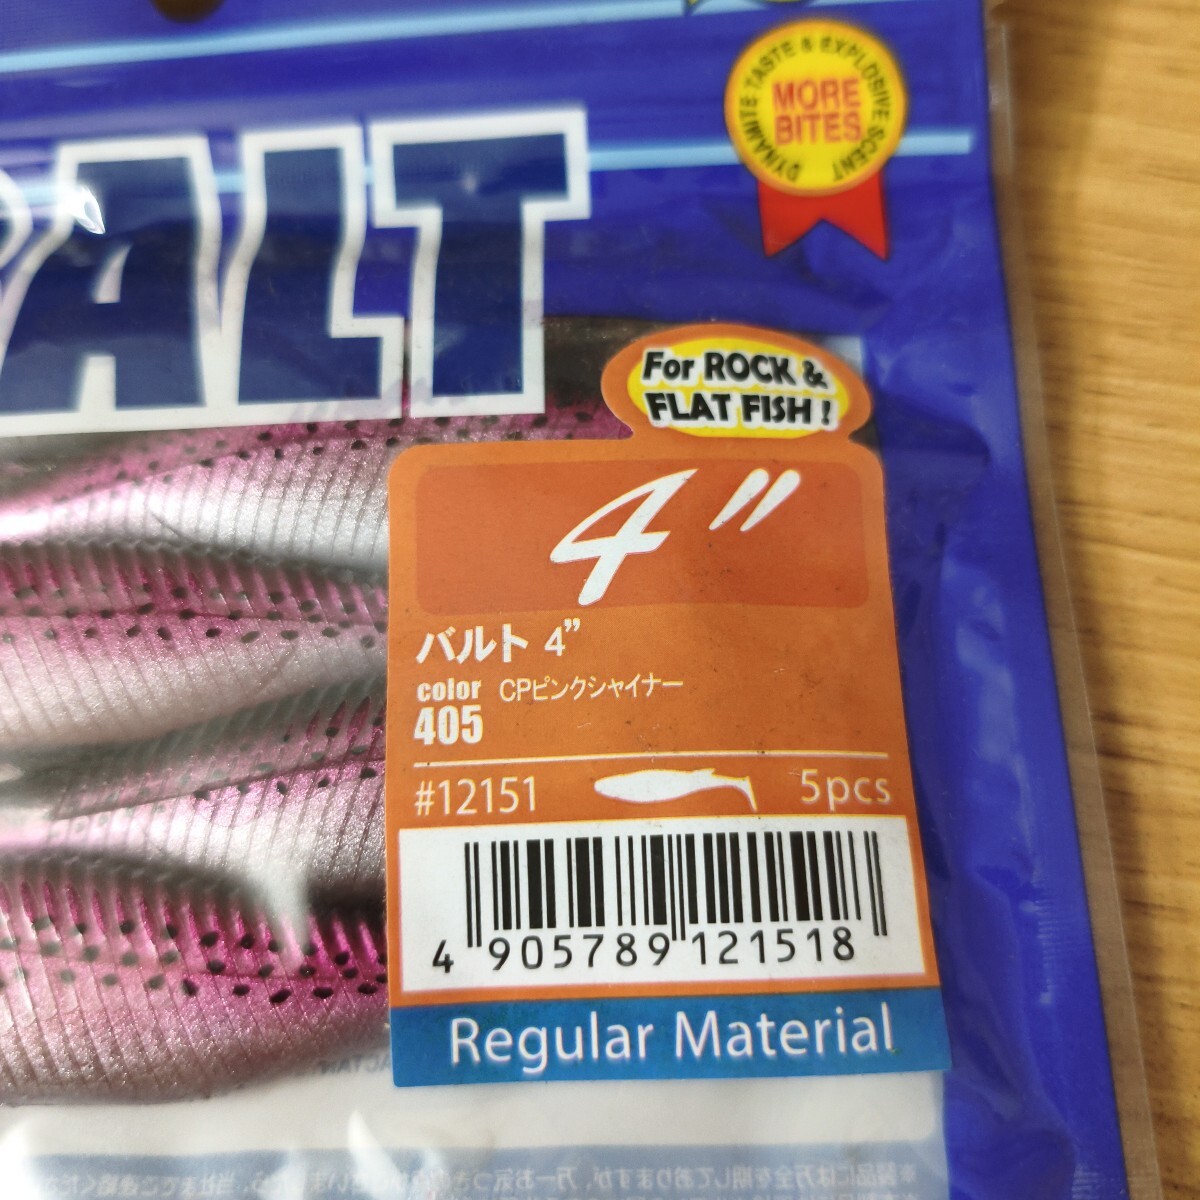 ALT
DYNAMITE TASTE & EXPLOSIVE SCENT
MORE
BITES
For ROCK &
FLAT FISH !
4"
バルト 4"
color CPピンクシャイナー
405
#12151 5pcs
4 905789 121518
Regular Material